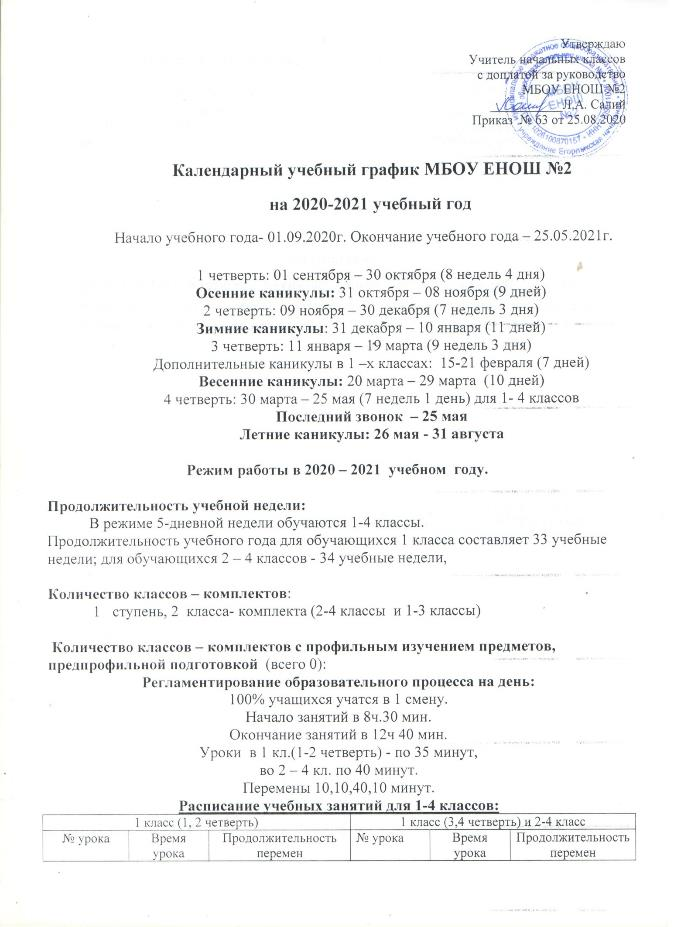 Утверждаю
Учитель начальных классов
с доплатой за руководство
МБОУ ЕНОШ №2
Л.А. Салий
Приказ № 63 от 25.08.2020
Календарный учебный график МБОУ ЕНОШ №2
на 2020-2021 учебный год
Начало учебного года- 01.09.2020г. Окончание учебного года – 25.05.2021г.
1 четверть: 01 сентября – 30 октября (8 недель 4 дня)
Осенние каникулы: 31 октября – 08 ноября (9 дней)
2 четверть: 09 ноября – 30 декабря (7 недель 3 дня)
Зимние каникулы: 31 декабря – 10 января (11 дней)
3 четверть: 11 января – 19 марта (9 недель 3 дня)
Дополнительные каникулы в 1 –х классах: 15-21 февраля (7 дней)
Весенние каникулы: 20 марта – 29 марта (10 дней)
4 четверть: 30 марта – 25 мая (7 недель 1 день) для 1- 4 классов
Последний звонок – 25 мая
Летние каникулы: 26 мая - 31 августа
Режим работы в 2020 – 2021 учебном году.
Продолжительность учебной недели:
В режиме 5-дневной недели обучаются 1-4 классы.
Продолжительность учебного года для обучающихся 1 класса составляет 33 учебные
недели; для обучающихся 2 – 4 классов - 34 учебные недели,
Количество классов – комплектов:
1 ступень, 2 класса- комплекта (2-4 классы и 1-3 классы)
Количество классов – комплектов с профильным изучением предметов,
предпрофильной подготовкой (всего 0):
Регламентирование образовательного процесса на день:
100% учащихся учатся в 1 смену.
Начало занятий в 8ч.30 мин.
Окончание занятий в 12ч 40 мин.
Уроки в 1 кл.(1-2 четверть) - по 35 минут,
во 2 – 4 кл. по 40 минут.
Перемены 10,10,40,10 минут.
Расписание учебных занятий для 1-4 классов:
1 класс (1, 2 четверть) 1 класс (3,4 четверть) и 2-4 класс
№ урока Время Продолжительность № урока Время Продолжительность
урока перемен урока перемен